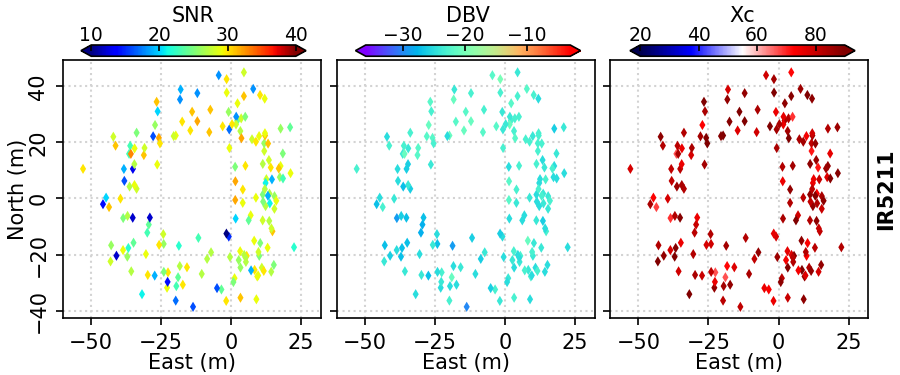 SNR DBV Xc
10 20 30 40 −30 −20 −10 20 40 60 80
North (m)
40
20
0
−20
−40
IR5211
−50 −25 0 25 −50 −25 0 25 −50 −25 0 25
East (m) East (m) East (m)